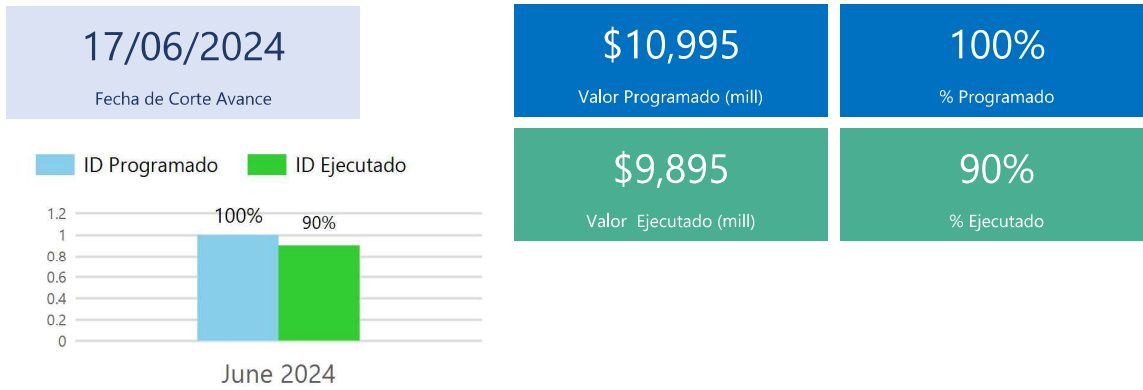 17/06/2024
Fecha de Corte Avance
$10,995
Valor Programado (mill)
100%
% Programado
$9,895
Valor Ejecutado (mill)
90%
% Ejecutado
ID Programado
ID Ejecutado
1.2
1
0.8
0.6
0.4
0.2
0
100%
90%
June 2024